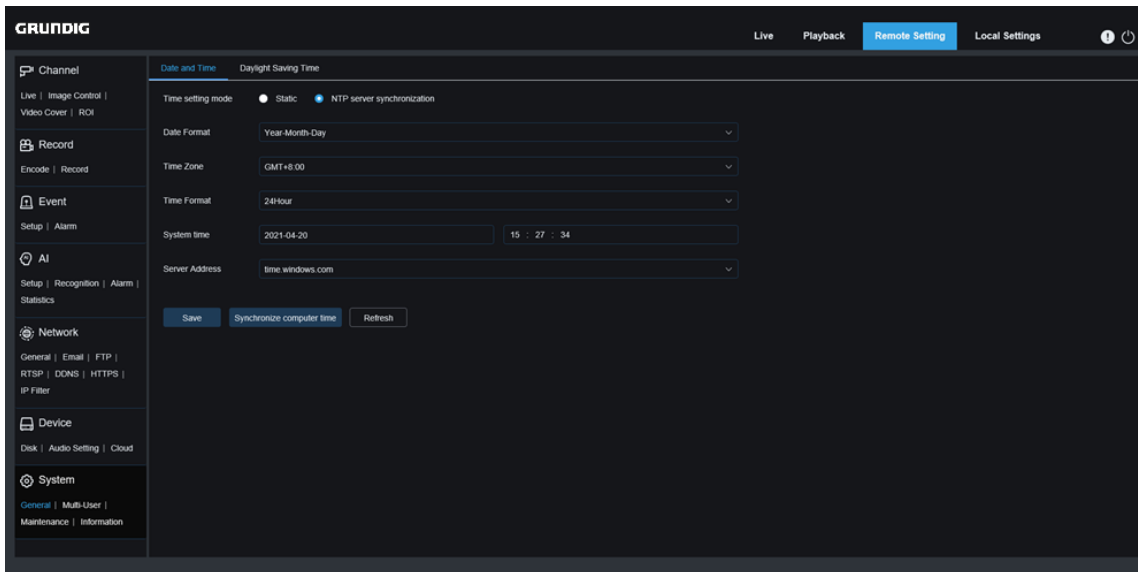 GRUNDIG
Live Playback Remote Setting Local Settings
Channel
Live | Image Control |
Video Cover | ROI
Record
Encode | Record
Event
Setup | Alarm
AI
Setup | Recognition | Alarm |
Statistics
Network
General | Email | FTP |
RTSP | DDNS | HTTPS |
IP Filter
Device
Disk | Audio Setting | Cloud
System
General | Multi-User |
Maintenance | Information
Date and Time Daylight Saving Time
Time setting mode Static NTP server synchronization
Date Format Year-Month-Day
Time Zone GMT+8:00
Time Format 24Hour
System time 2021-04-20 15 : 27 : 34
Server Address time.windows.com
Save Synchronize computer time Refresh